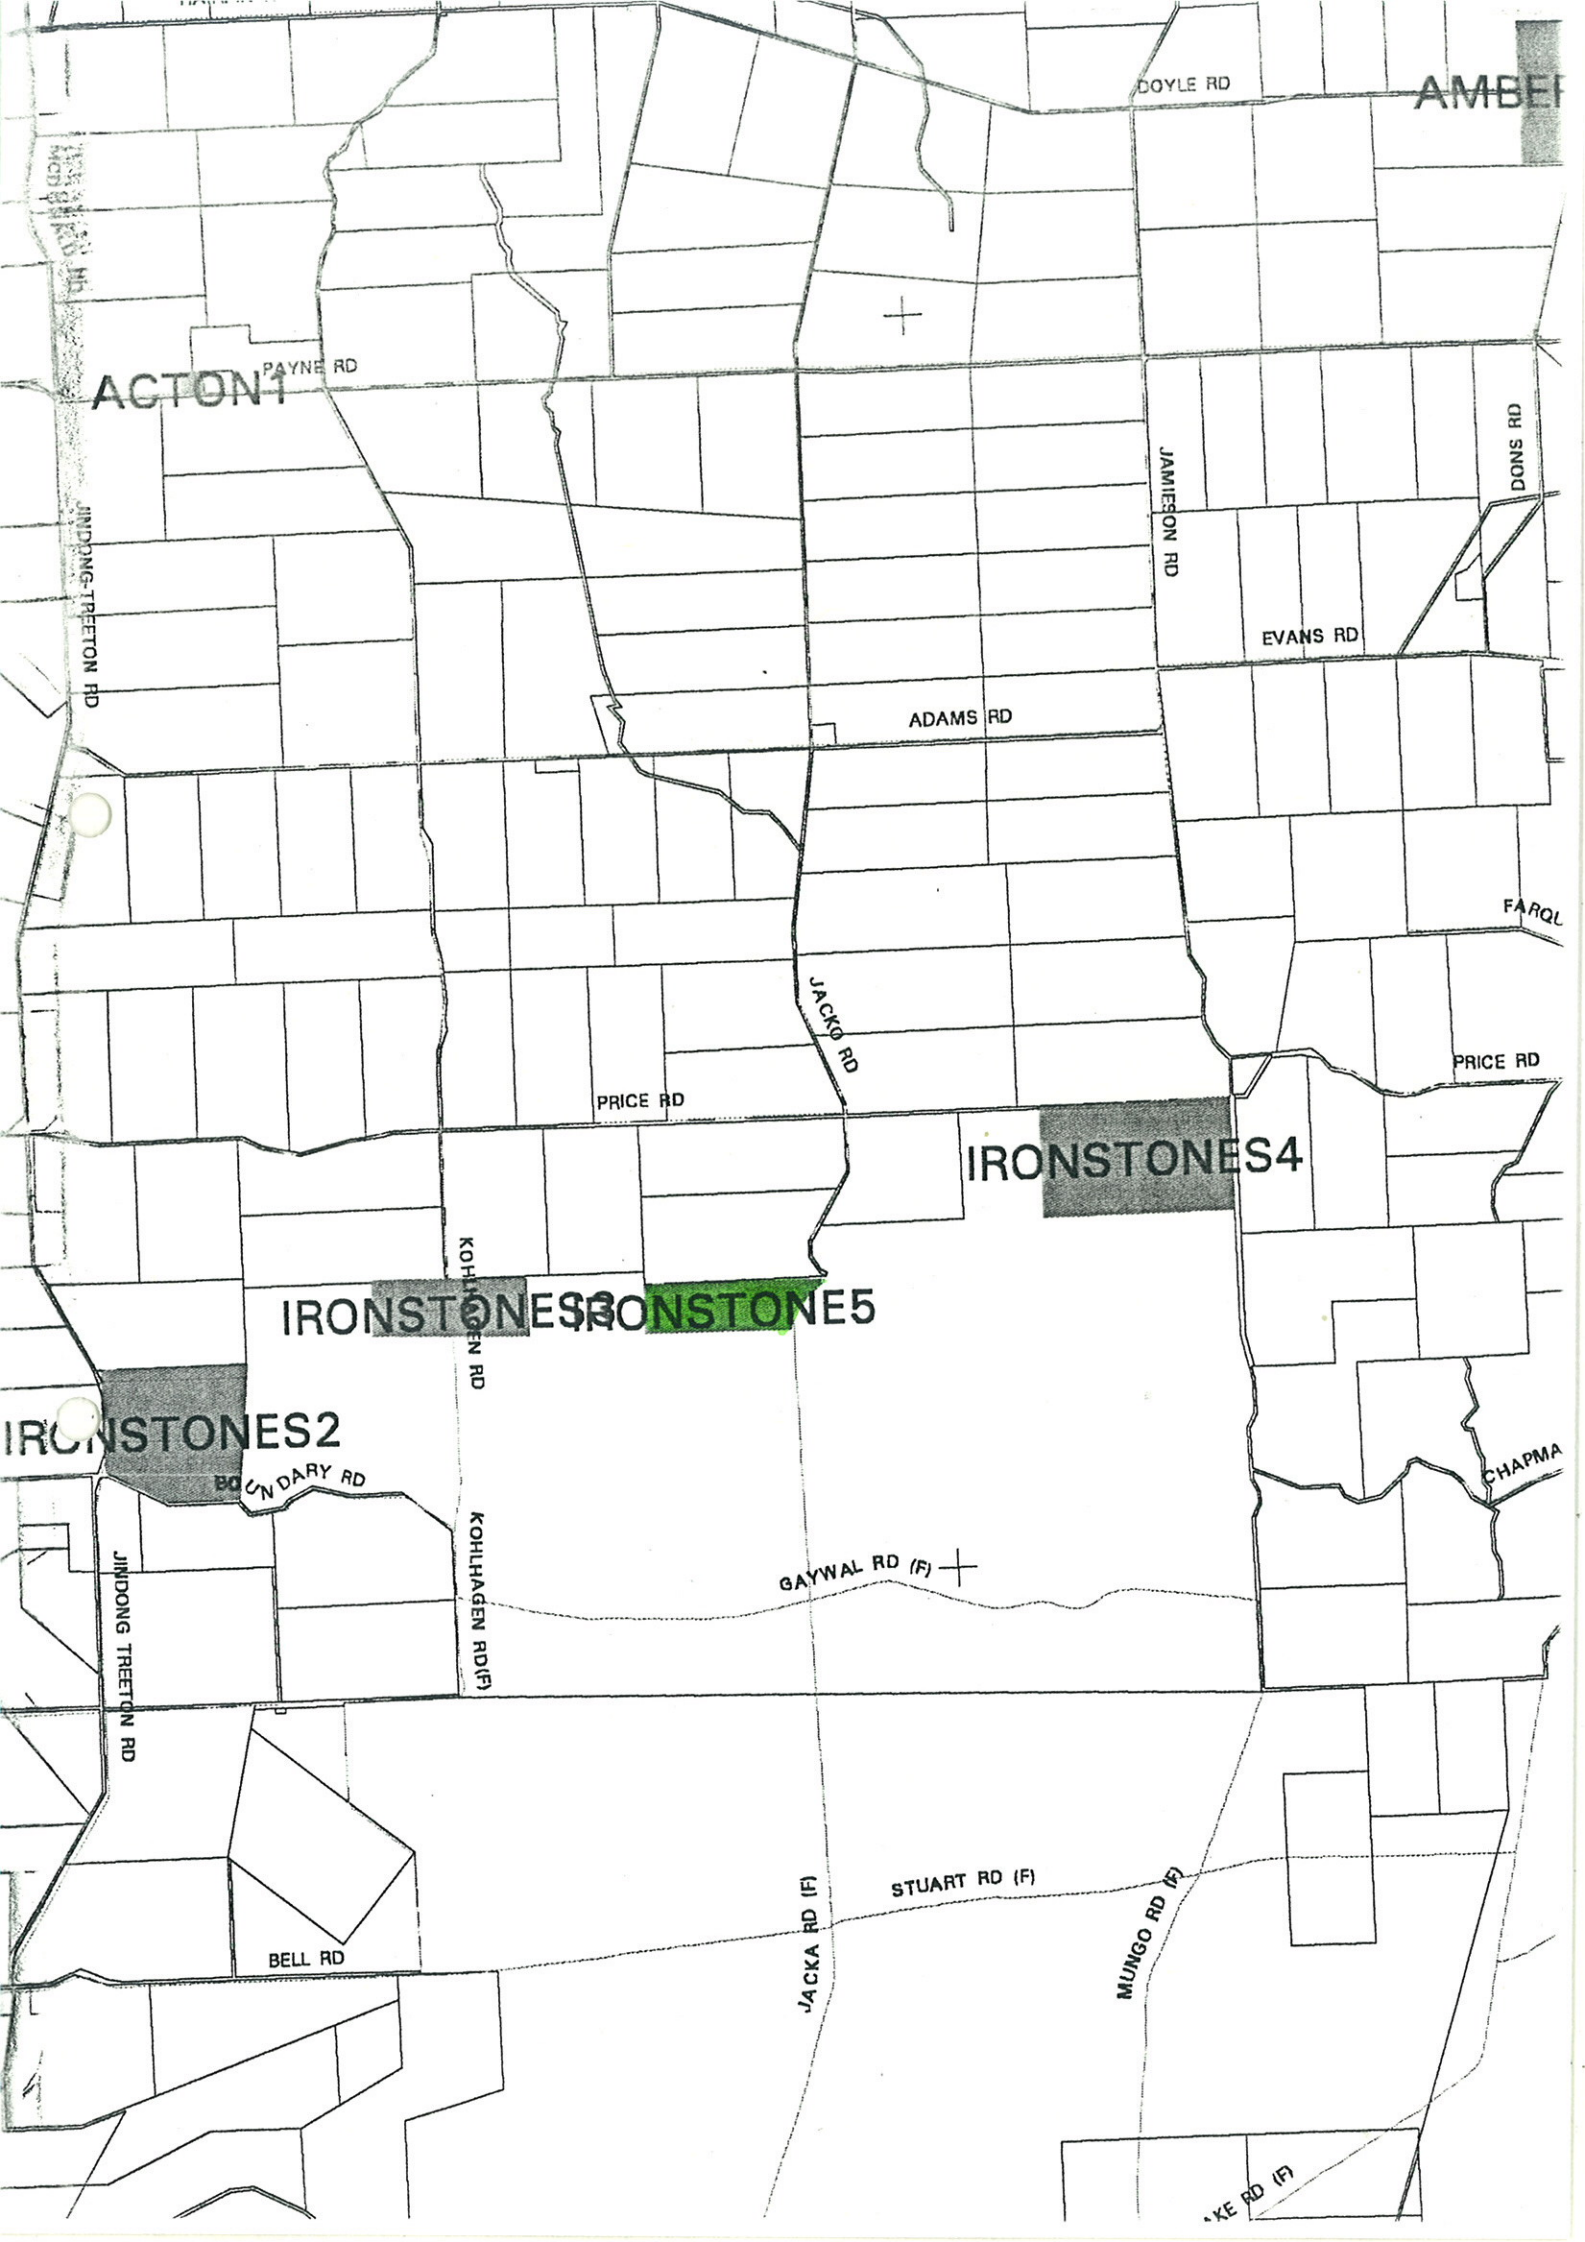 DOYLE RD
AMBE
PAYNE RD
ACTON1
DONS RD
JAMIESON RD
JINDONG-TREETON RD
EVANS RD
ADAMS RD
FARQU
JACKO RD
PRICE RD
PRICE RD
IRONSTONES4
KOHLHAGEN RD
IRONSTONES3
IRONSTONE5
IRONSTONES2
BOUNDARY RD
CHAPMA
KOHLHAGEN RD(F)
GAYWAL RD (F)
JINDONG TREETON RD
STUART RD (F)
JACKA RD (F)
MUNGO RD (F)
BELL RD
AKE RD (F)